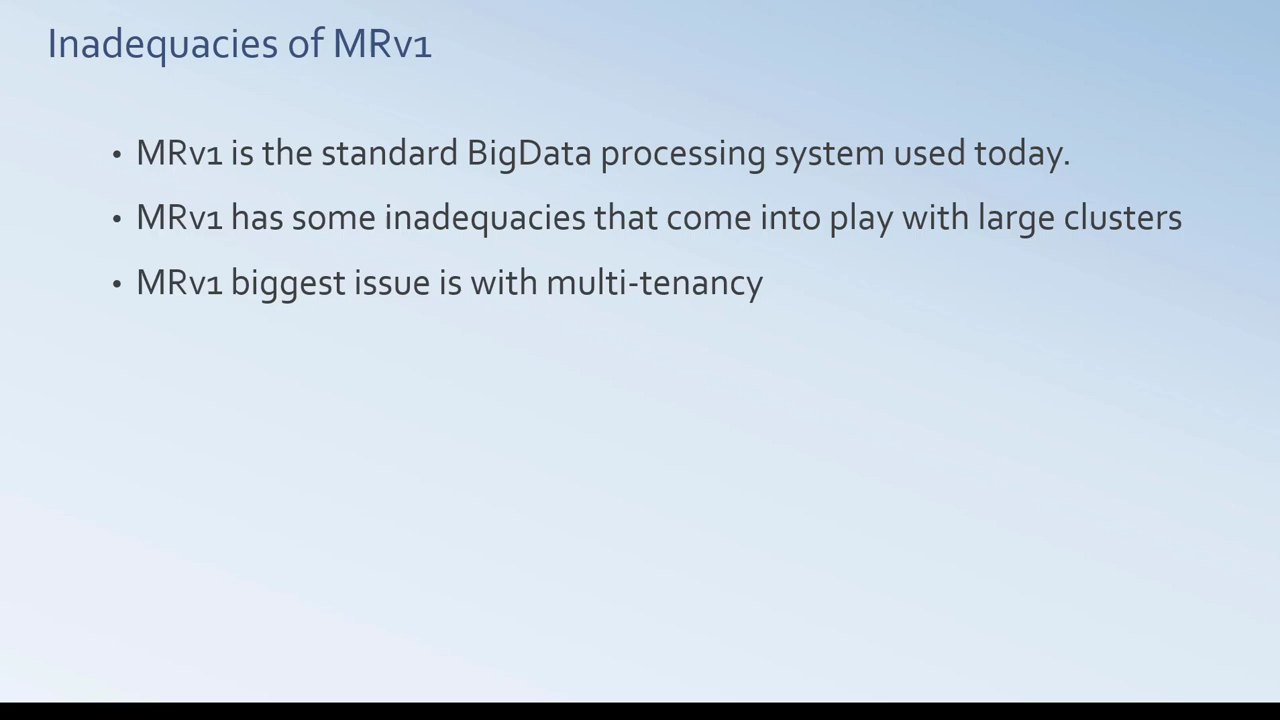 Inadequacies of MRv1
• MRv1 is the standard BigData processing system used today.
• MRv1 has some inadequacies that come into play with large clusters
• MRv1 biggest issue is with multi-tenancy